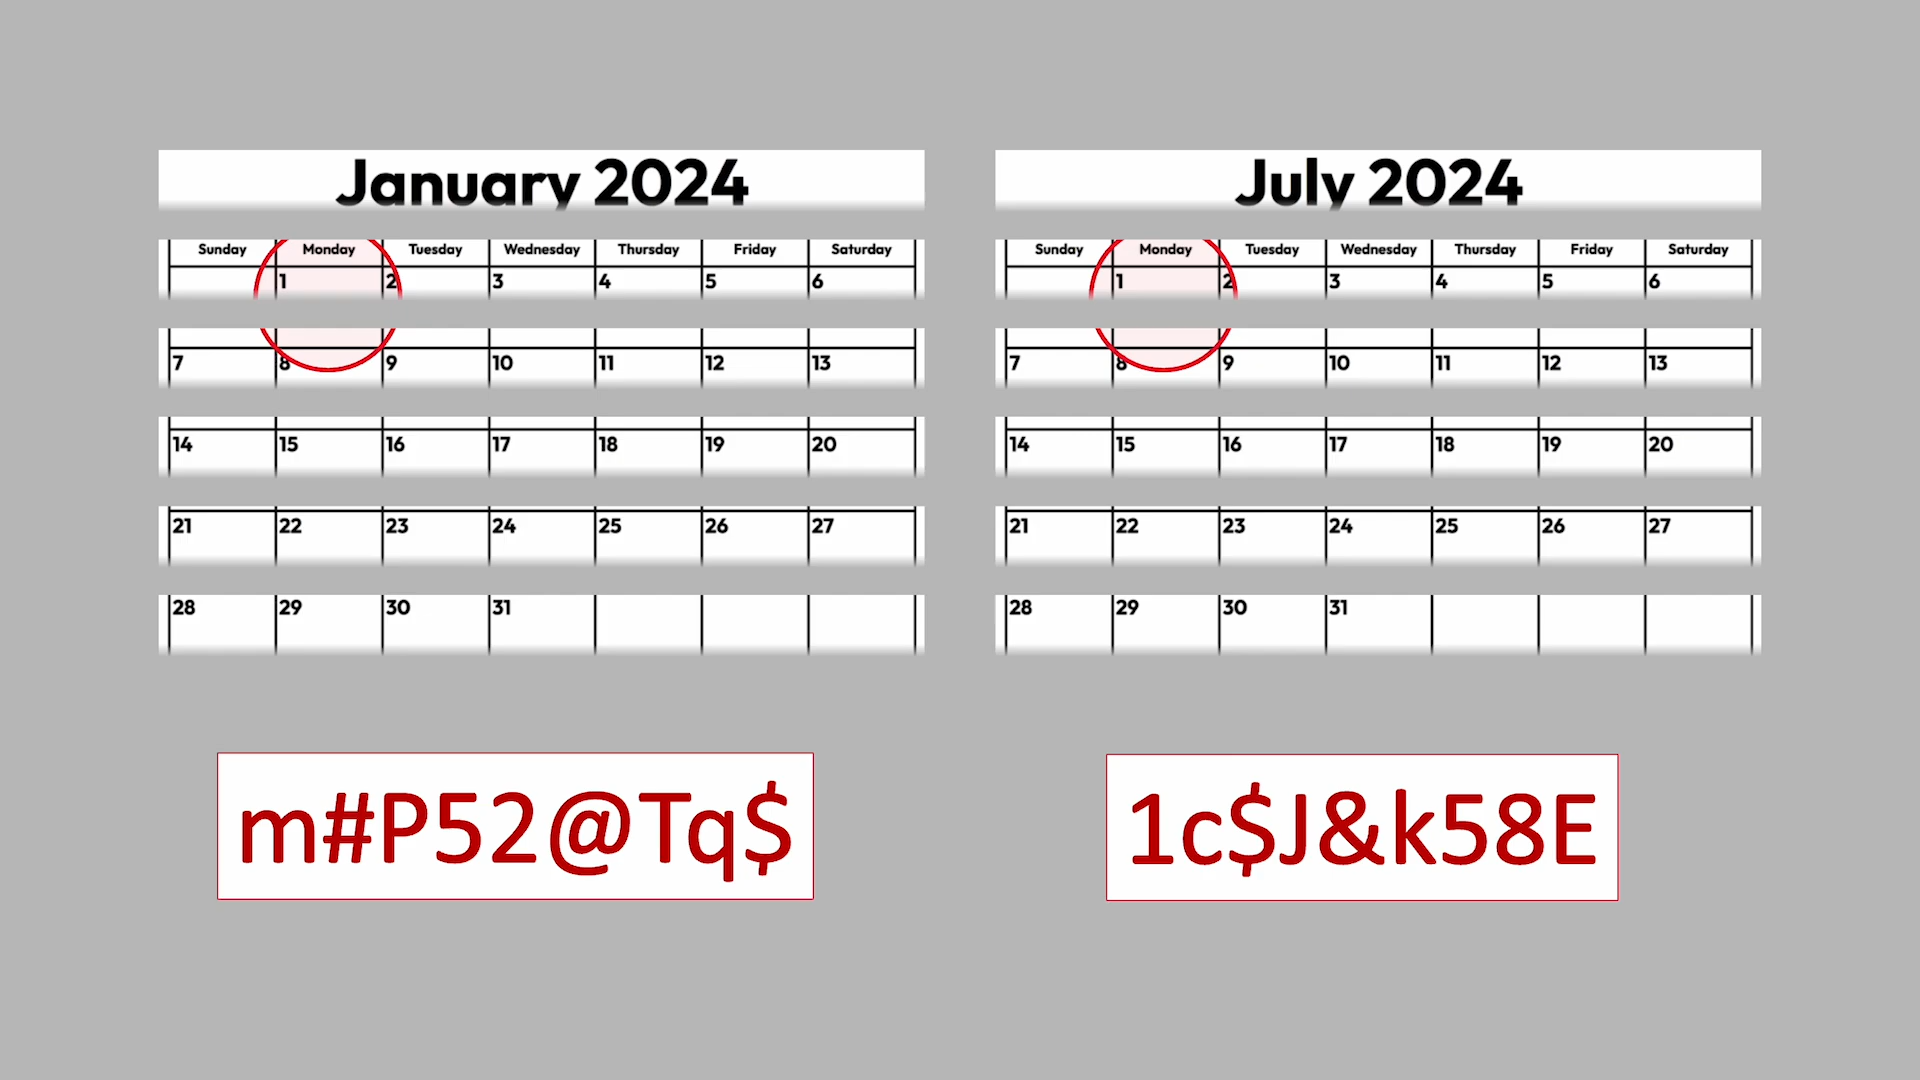 January 2024
Sunday Monday Tuesday Wednesday Thursday Friday Saturday
1 2 3 4 5 6
7 8 9 10 11 12 13
14 15 16 17 18 19 20
21 22 23 24 25 26 27
28 29 30 31
m#P52@Tq$
July 2024
Sunday Monday Tuesday Wednesday Thursday Friday Saturday
1 2 3 4 5 6
7 8 9 10 11 12 13
14 15 16 17 18 19 20
21 22 23 24 25 26 27
28 29 30 31
1c$J&k58E